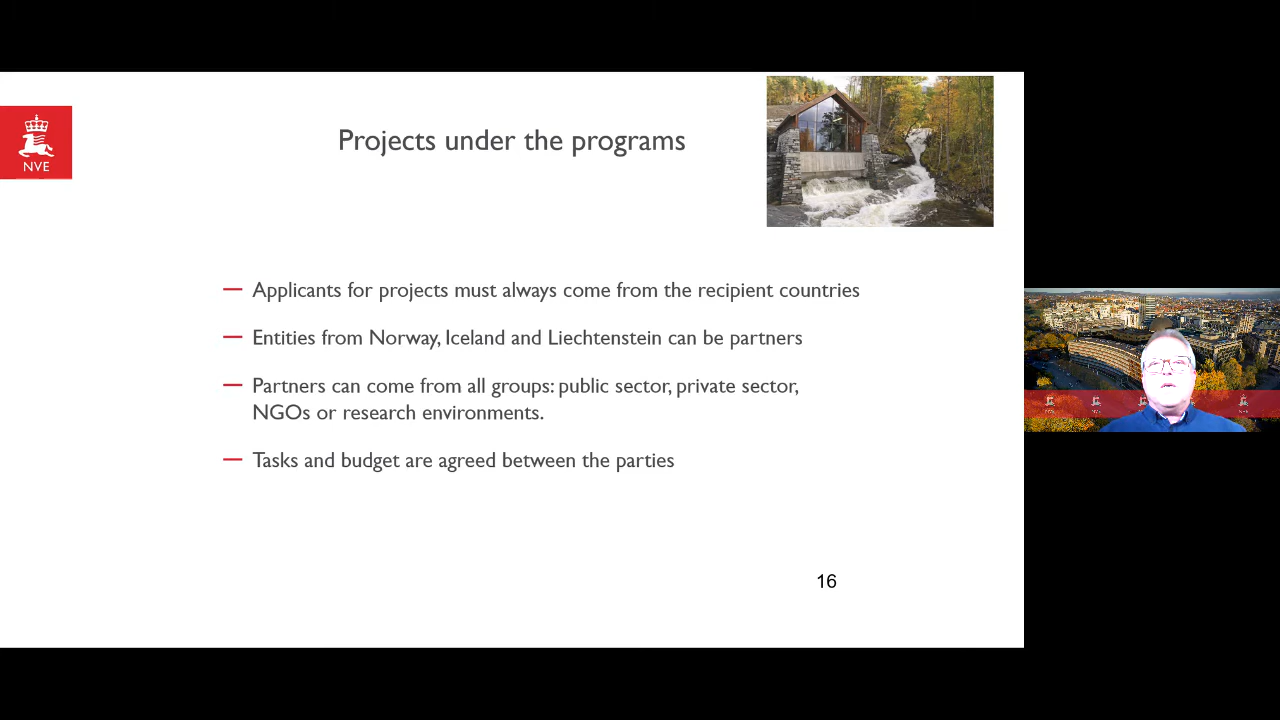 NVE
Projects under the programs
— Applicants for projects must always come from the recipient countries
— Entities from Norway, Iceland and Liechtenstein can be partners
— Partners can come from all groups: public sector, private sector,
NGOs or research environments.
— Tasks and budget are agreed between the parties
16